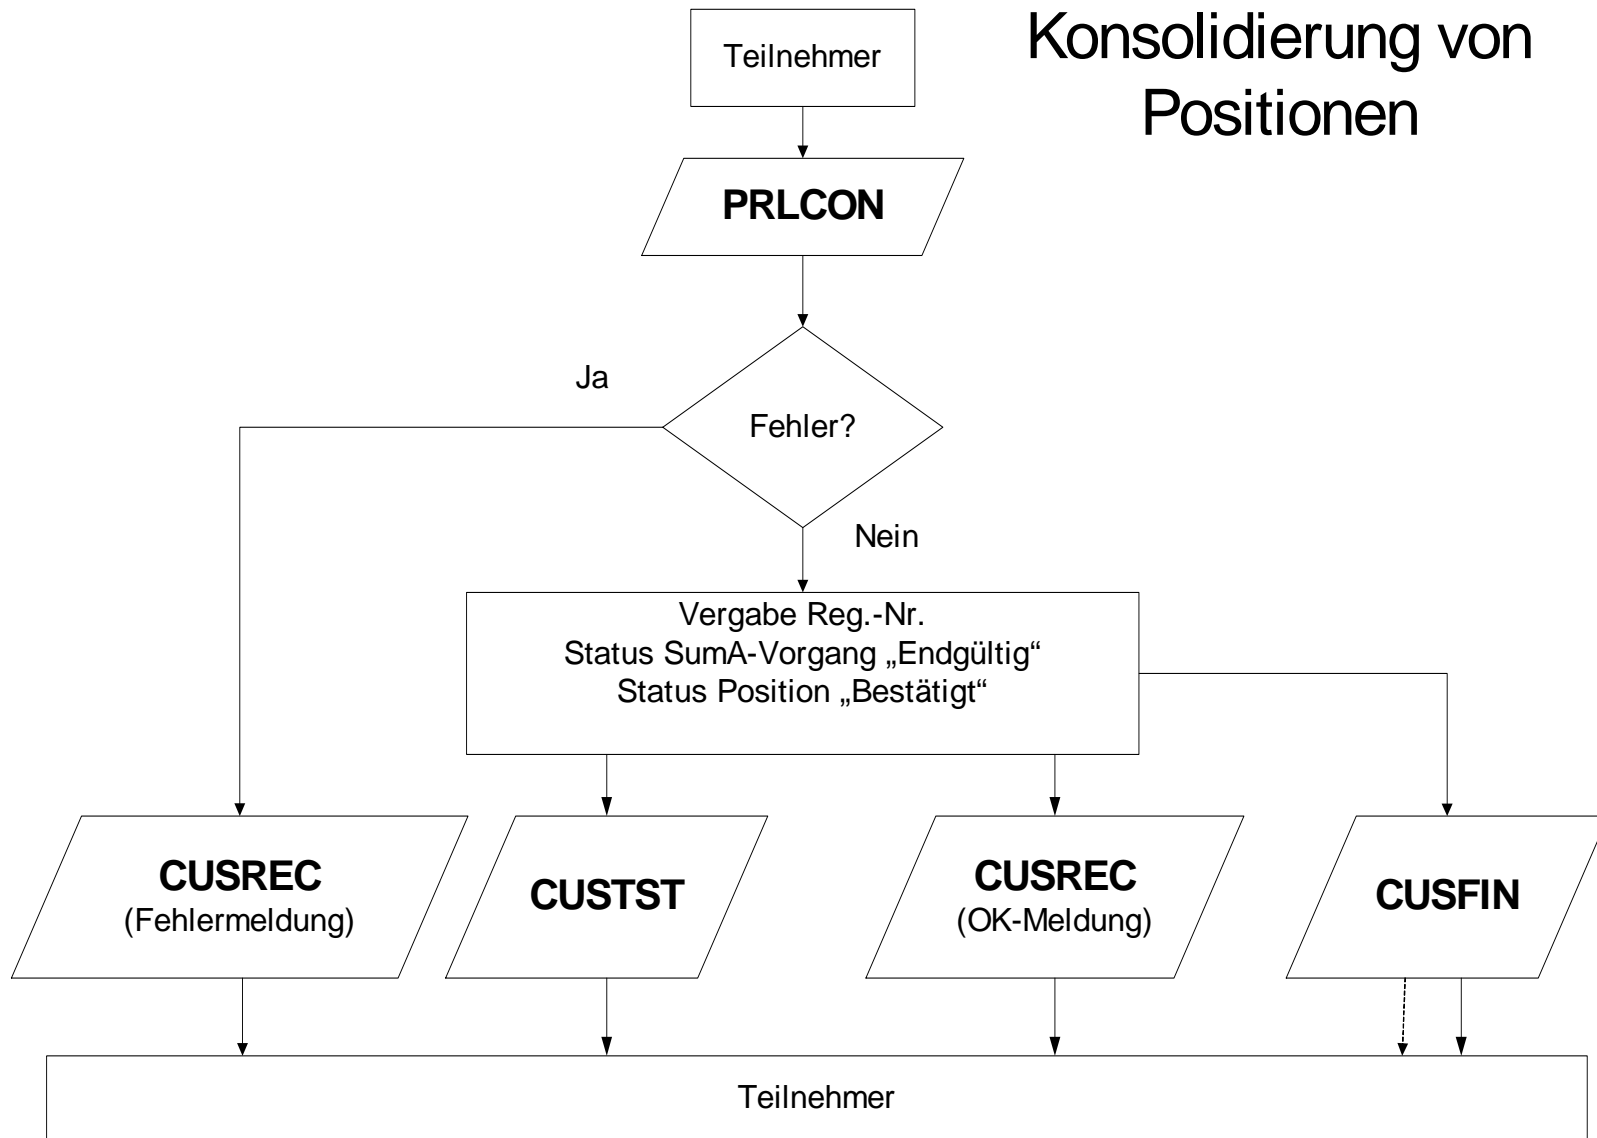 Konsolidierung von
Positionen
Teilnehmer
PRLCON
Ja
Fehler?
Nein
Vergabe Reg.-Nr.
Status SumA-Vorgang „Endgültig“
Status Position „Bestätigt“
CUSREC
(Fehlermeldung)
CUSTST
CUSREC
(OK-Meldung)
CUSFIN
Teilnehmer